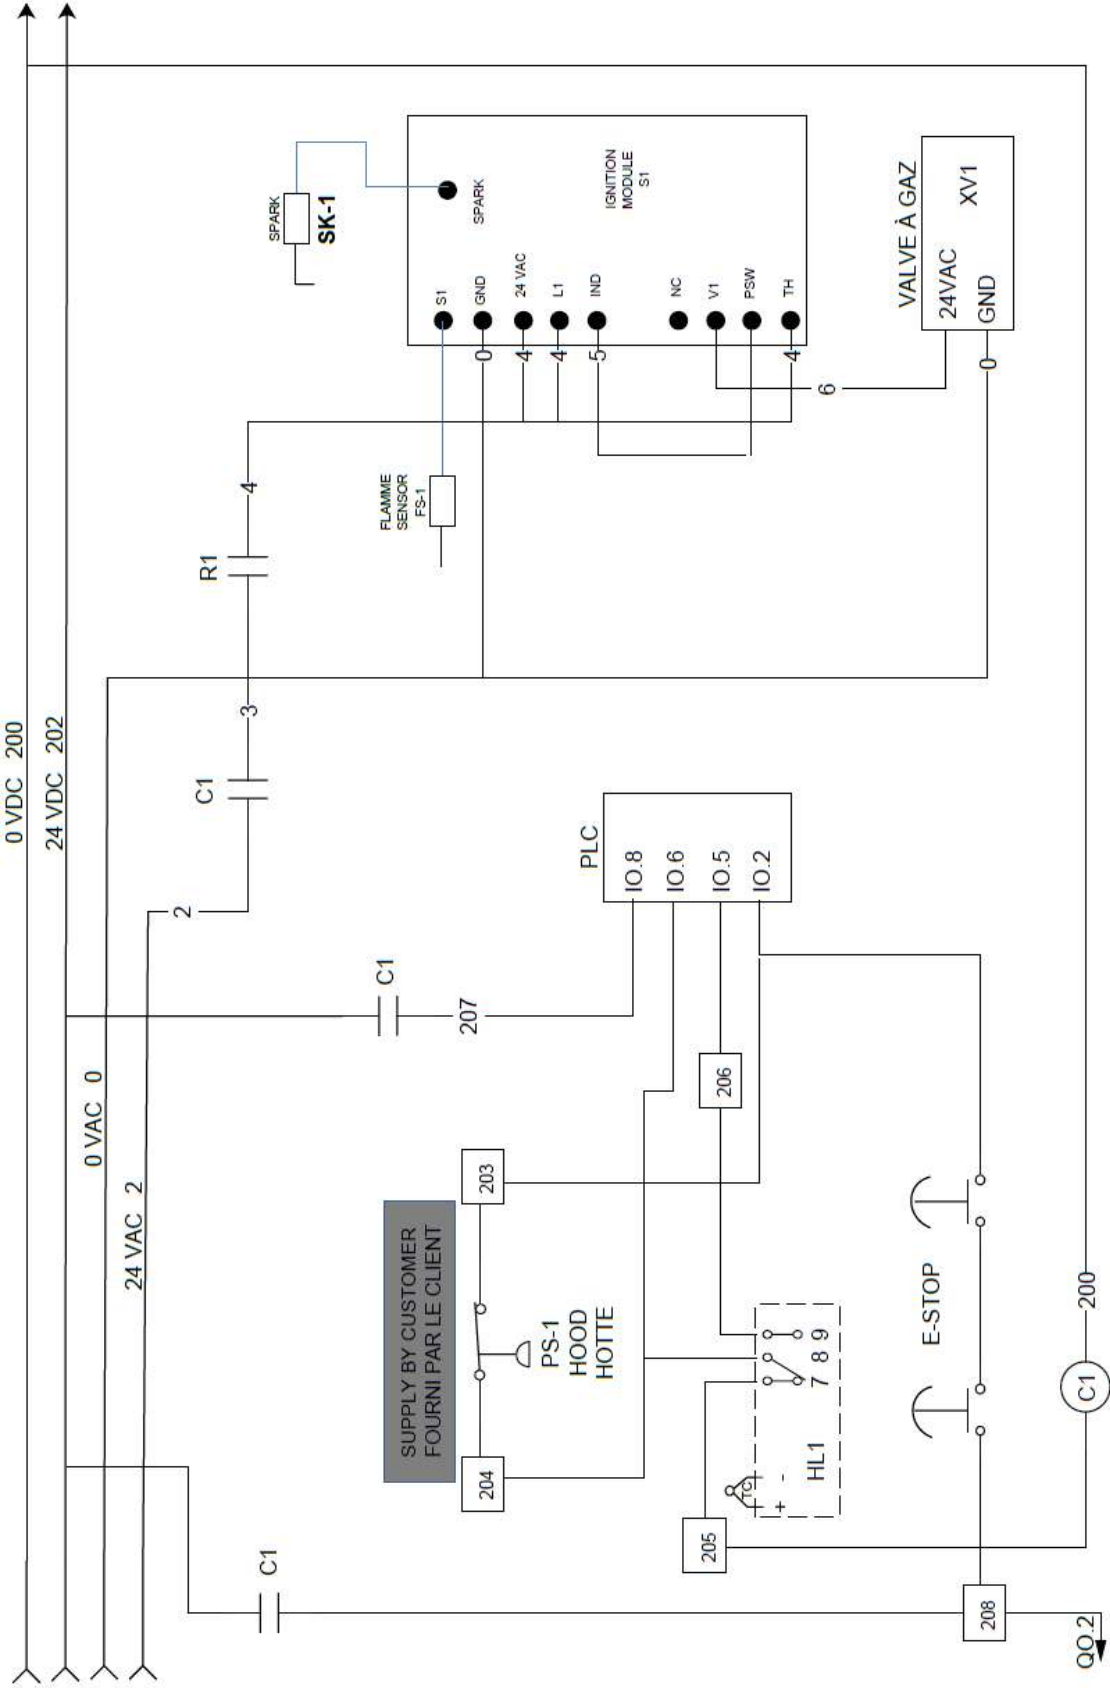 0 VDC 200
24 VDC 202
0 VAC 0
24 VAC 2
2
C1
3
R1
4
SPARK
SK-1
FLAMME
SENSOR
FS-1
S1
GND
24 VAC
L1
IND
NC
V1
PSW
TH
SPARK
IGNITION
MODULE
S1
0
4
4
5
4
6
VALVE À GAZ
24VAC
GND
XV1
0
C1
207
PLC
IO.8
IO.6
IO.5
IO.2
206
SUPPLY BY CUSTOMER
FOURNI PAR LE CLIENT
203
204
PS-1
HOOD
HOTTE
7 8 9
HL1
TC
+ -
205
E-STOP
C1
200
C1
208
QO.2